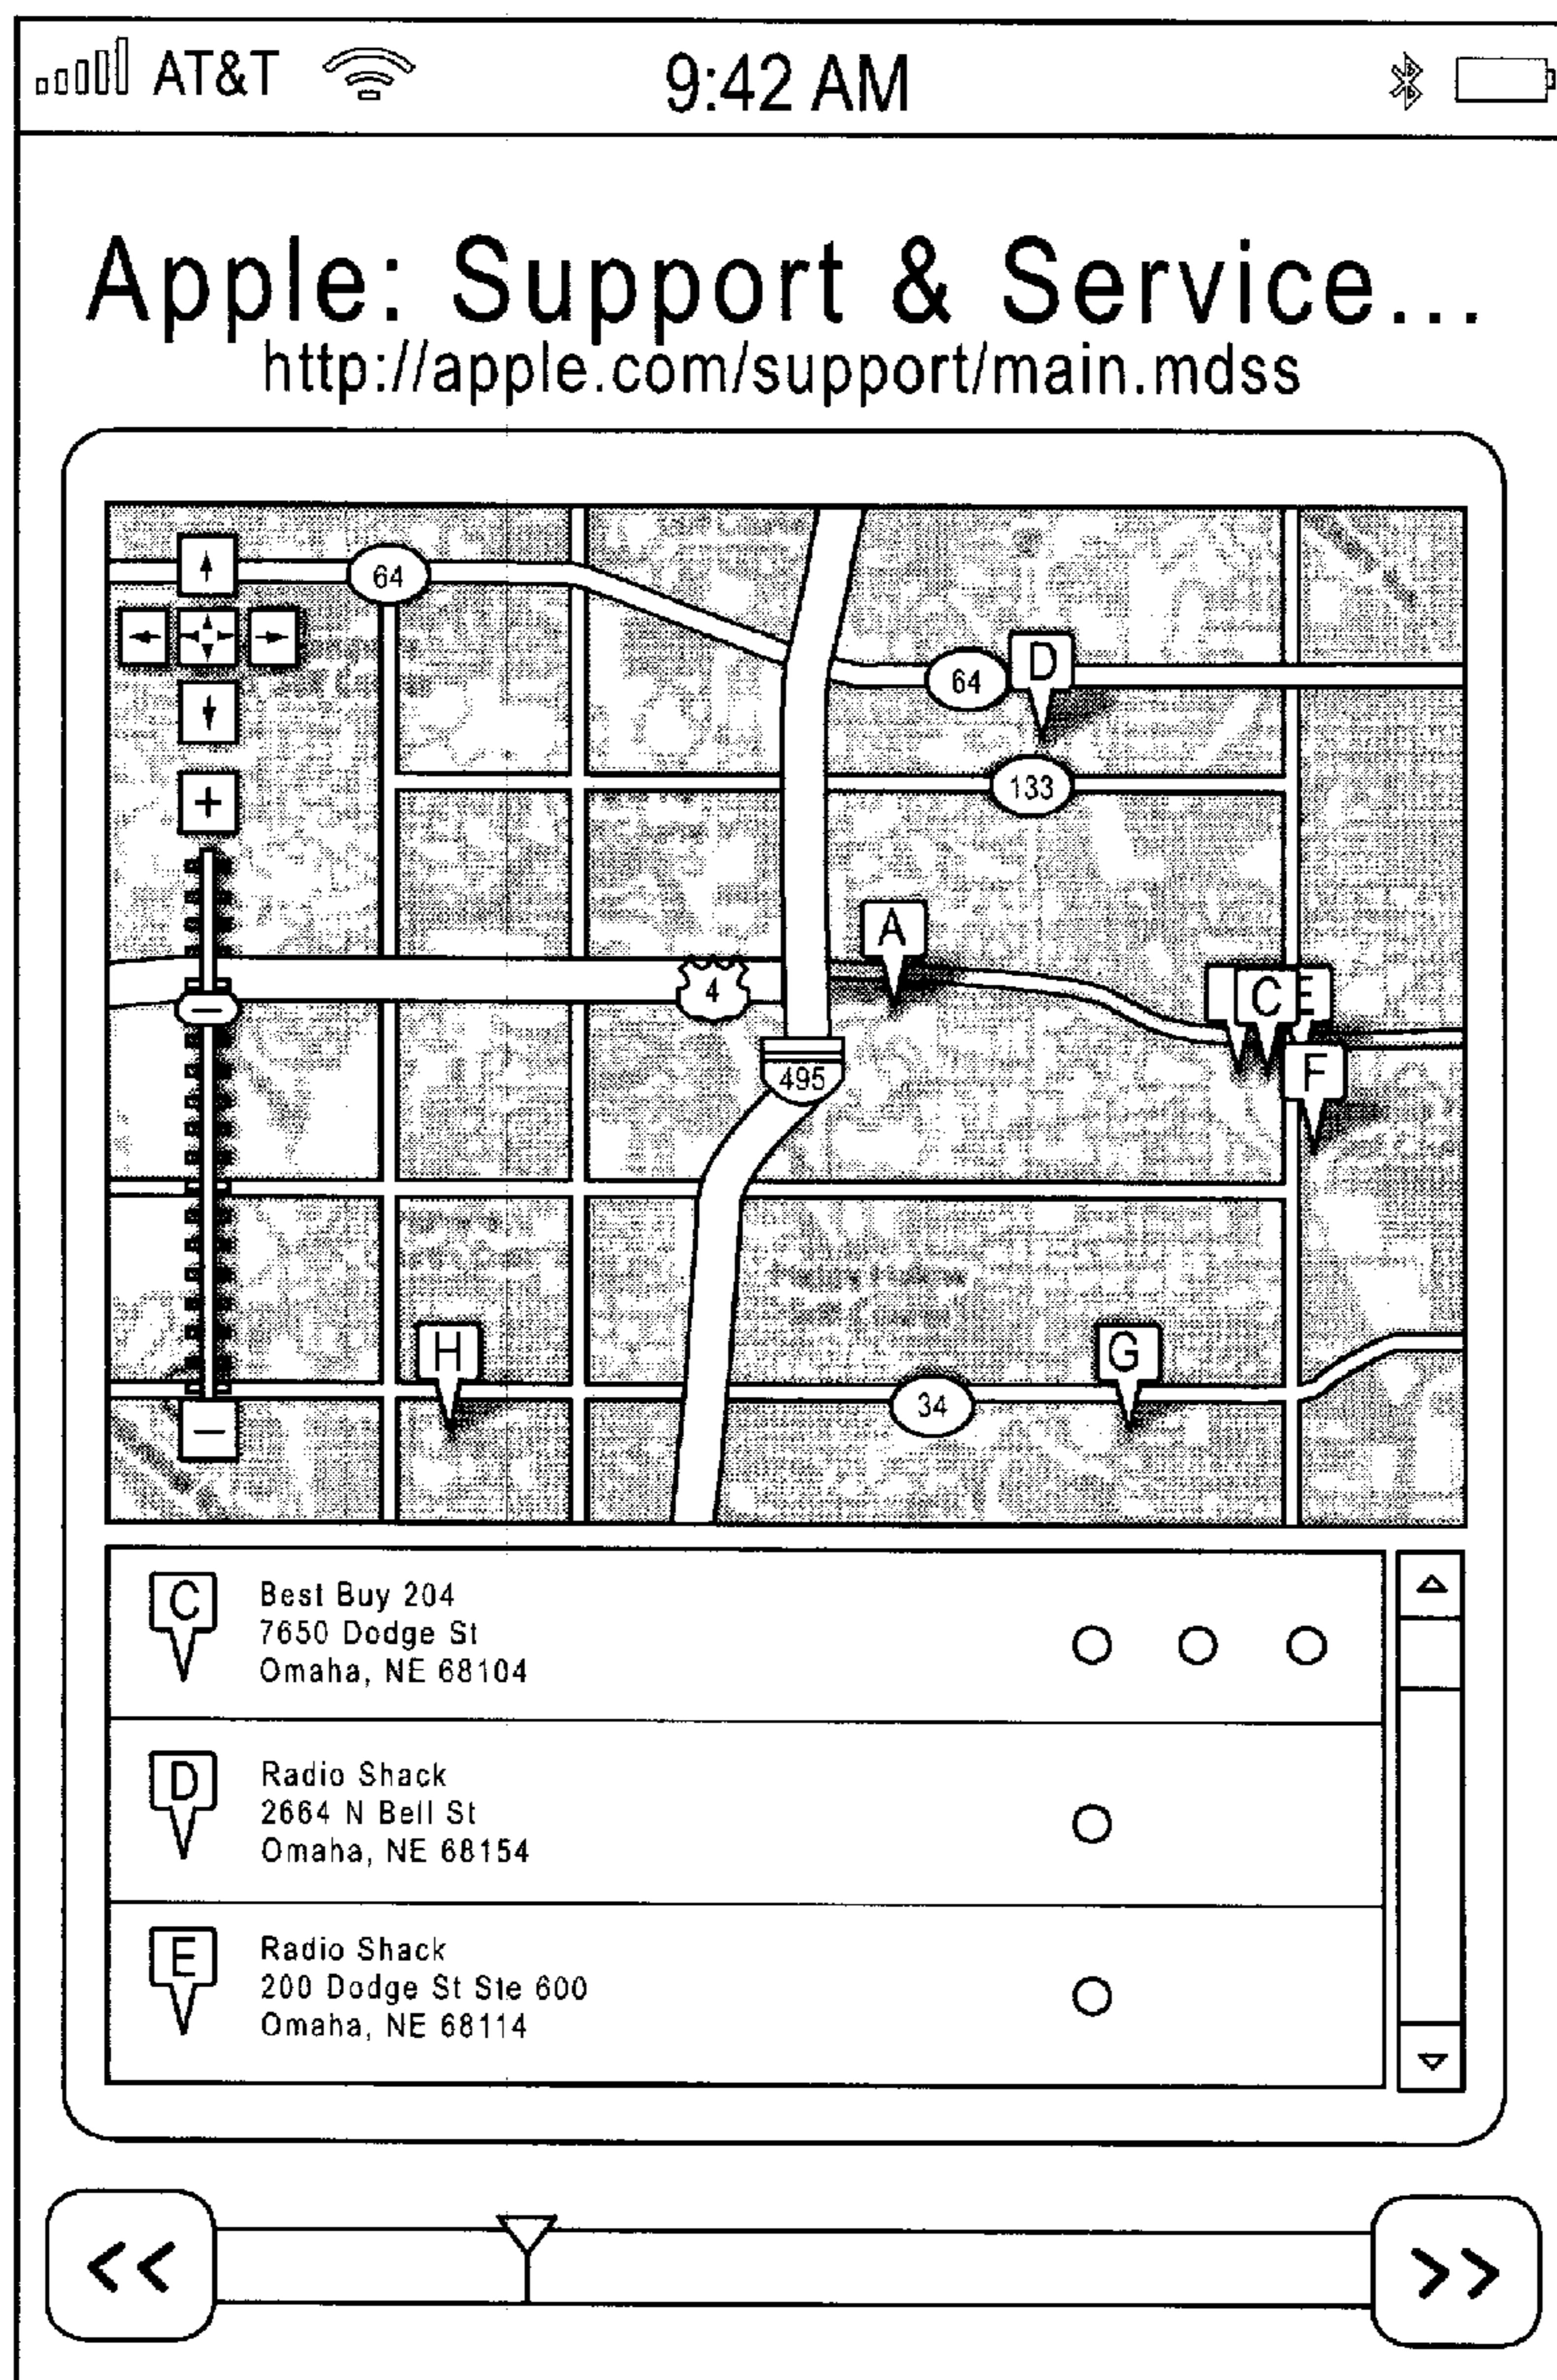 AT&T 9:42 AM
Apple: Support & Service...
http://apple.com/support/main.mdss
64
64
D
133
A
4
C E
495
F
H
G
34
C
Best Buy 204
7650 Dodge St
Omaha, NE 68104
D
Radio Shack
2664 N Bell St
Omaha, NE 68154
E
Radio Shack
200 Dodge St Ste 600
Omaha, NE 68114
<< >>